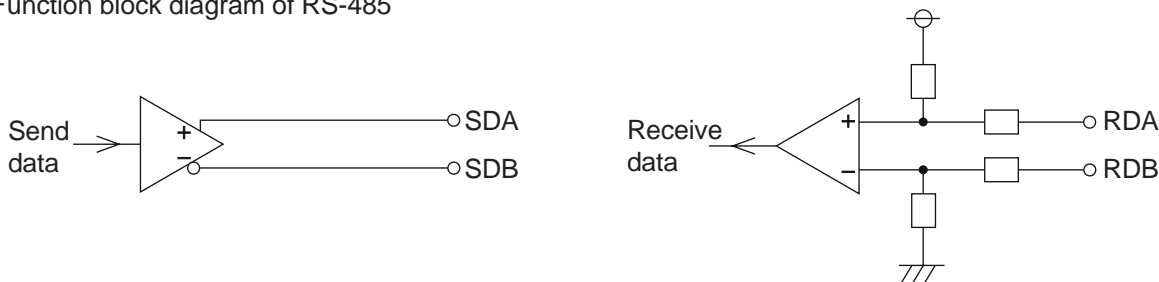 Function block diagram of RS-485
Send data
+
−
SDA
SDB
Receive data
+
−
RDA
RDB